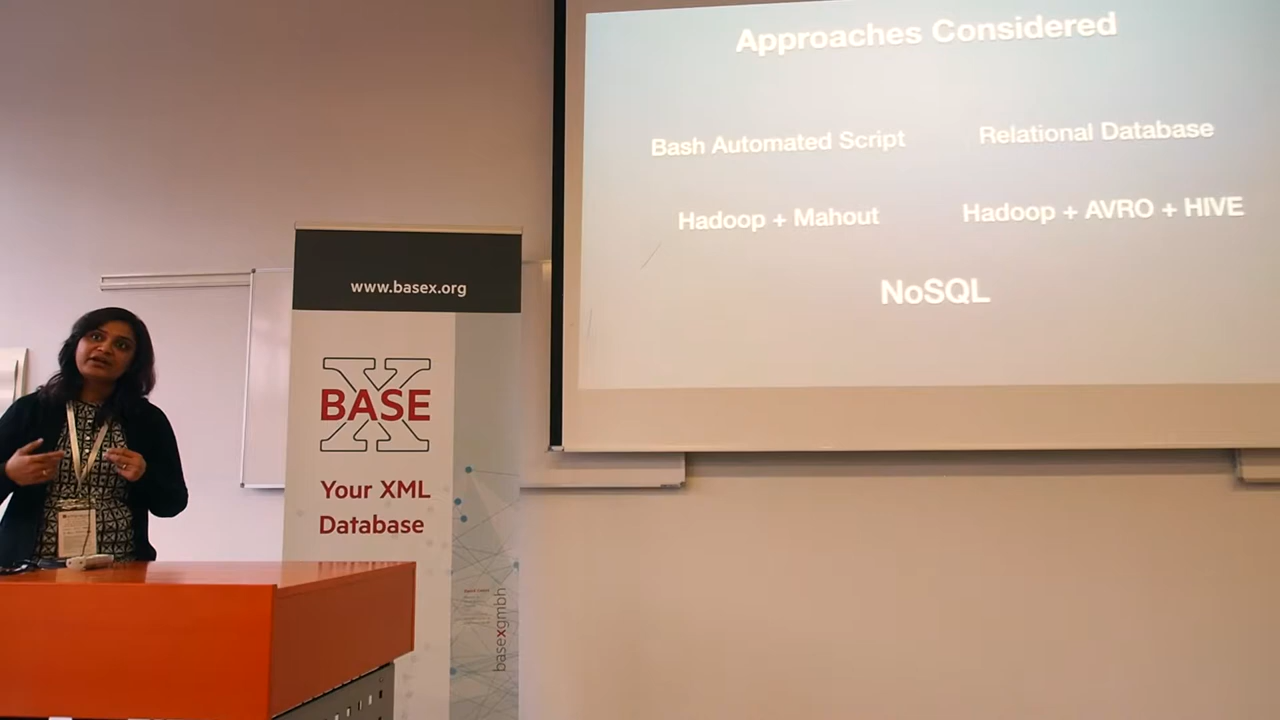 Approaches Considered
Bash Automated Script
Relational Database
Hadoop + Mahout
Hadoop + AVRO + HIVE
NoSQL
www.basex.org
X
BASE
Your XML
Database
basexgmbh